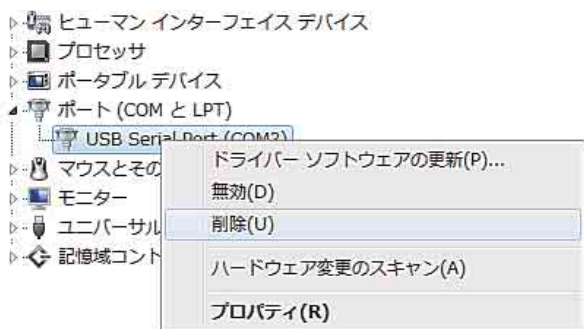 ヒューマン インターフェイス デバイス
プロセッサ
ポータブル デバイス
ポート (COM と LPT)
USB Serial Port (COM3)
マウスとその
モニター
ユニバーサル
記憶域コント
ドライバー ソフトウェアの更新(P)...
無効(D)
削除(U)
ハードウェア変更のスキャン(A)
プロパティ(R)